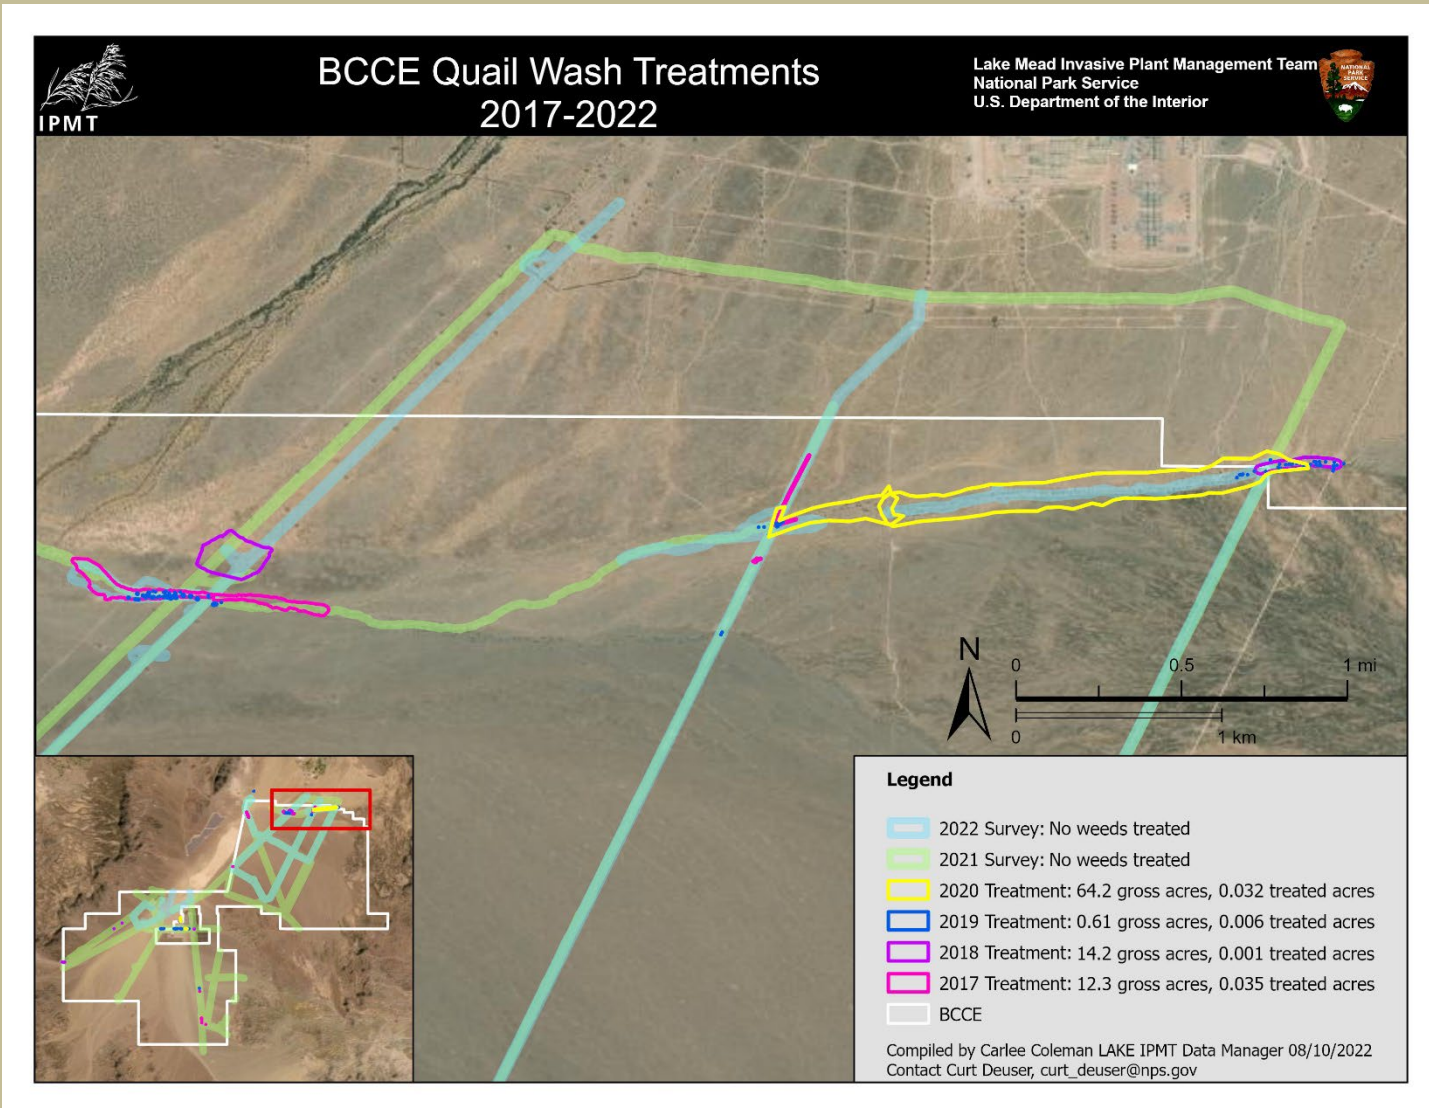 IPMT
BCCE Quail Wash Treatments
2017-2022
Lake Mead Invasive Plant Management Team
National Park Service
U.S. Department of the Interior
NATIONAL
PARK
SERVICE
N
0
0.5
1 mi
0
1 km
Legend
2022 Survey: No weeds treated
2021 Survey: No weeds treated
2020 Treatment: 64.2 gross acres, 0.032 treated acres
2019 Treatment: 0.61 gross acres, 0.006 treated acres
2018 Treatment: 14.2 gross acres, 0.001 treated acres
2017 Treatment: 12.3 gross acres, 0.035 treated acres
BCCE
Compiled by Carlee Coleman LAKE IPMT Data Manager 08/10/2022
Contact Curt Deuser, curt_deuser@nps.gov